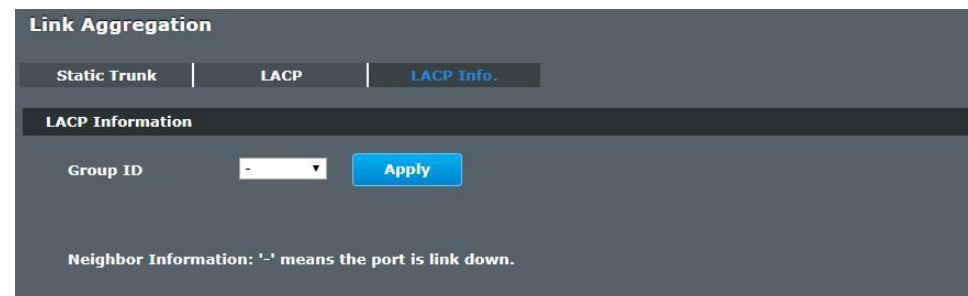 Link Aggregation
Static Trunk LACP LACP Info.
LACP Information
Group ID - Apply
Neighbor Information: '-' means the port is link down.